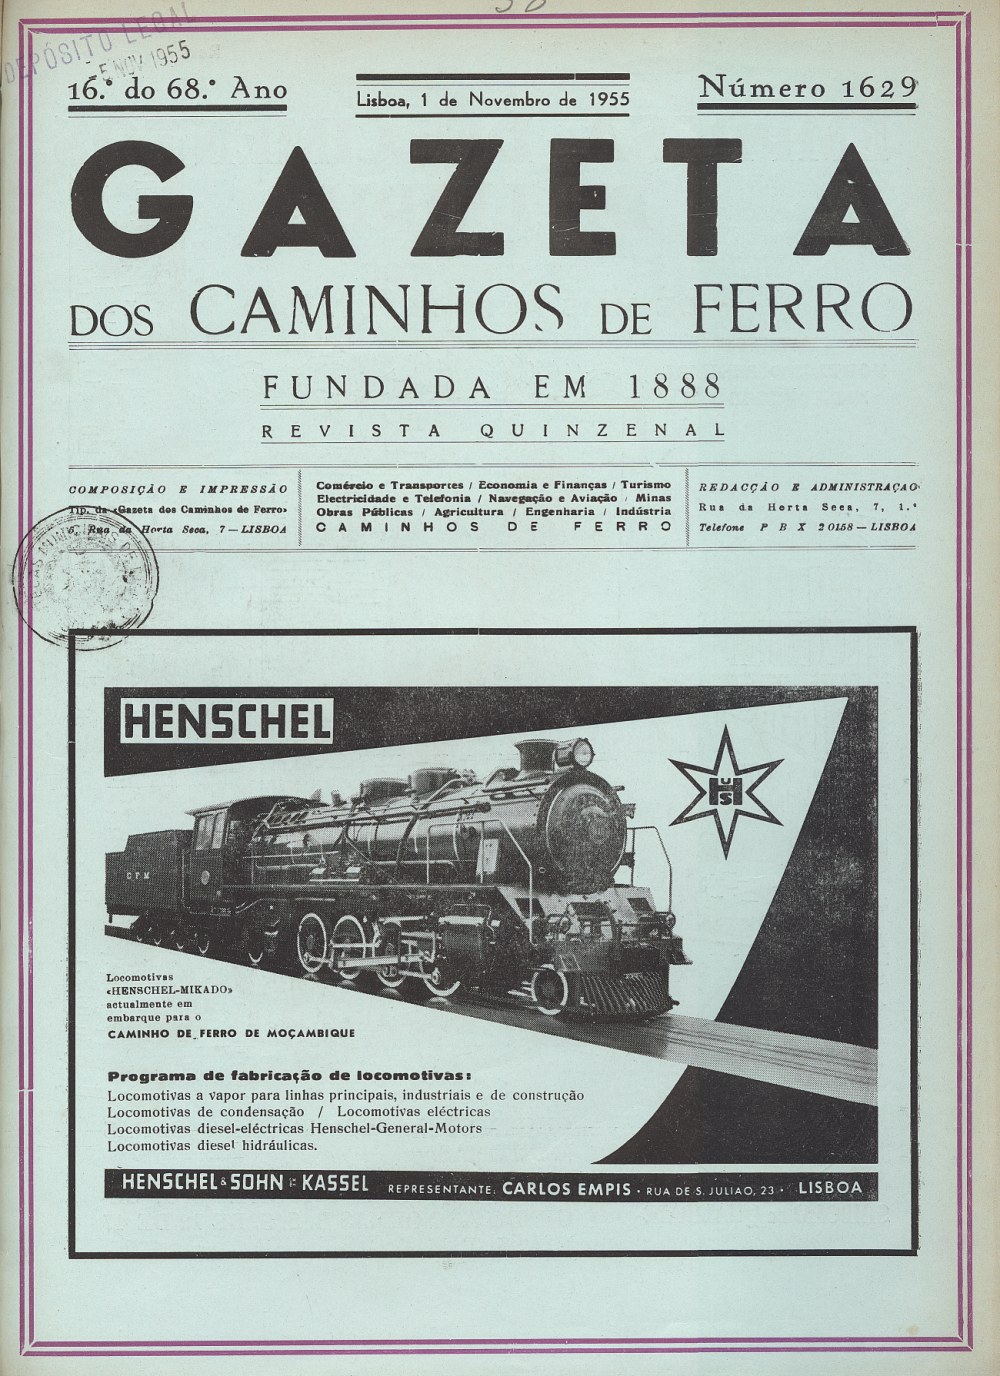 DEPÓSITO LEGAL
5 NOV 1955
16.º do 68.º Ano
Lisboa, 1 de Novembro de 1955
Número 1629
GAZETA
DOS CAMINHOS DE FERRO
FUNDADA EM 1888
REVISTA QUINZENAL
COMPOSIÇÃO E IMPRESSÃO
Tip. da «Gazeta dos Caminhos de Ferro»
5, Rua da Horta Seca, 7 — LISBOA
Comércio e Transportes / Economia e Finanças / Turismo
Electricidade e Telefonia / Navegação e Aviação / Minas
Obras Públicas / Agricultura / Engenharia / Indústria
CAMINHOS DE FERRO
REDACÇÃO E ADMINISTRAÇAO
Rua da Horta Seca, 7, 1.º
Telefone P B X 20158 — LISBOA
HENSCHEL
HUS
CFM
Locomotivas
«HENSCHEL-MIKADO»
actualmente em
embarque para o
CAMINHO DE FERRO DE MOÇAMBIQUE
Programa de fabricação de locomotivas:
Locomotivas a vapor para linhas principais, industriais e de construção
Locomotivas de condensação / Locomotivas eléctricas
Locomotivas diesel-eléctricas Henschel-General-Motors
Locomotivas diesel hidráulicas.
HENSCHEL & SOHN KASSEL REPRESENTANTE: CARLOS EMPIS · RUA DE S. JULIAO, 23 · LISBOA